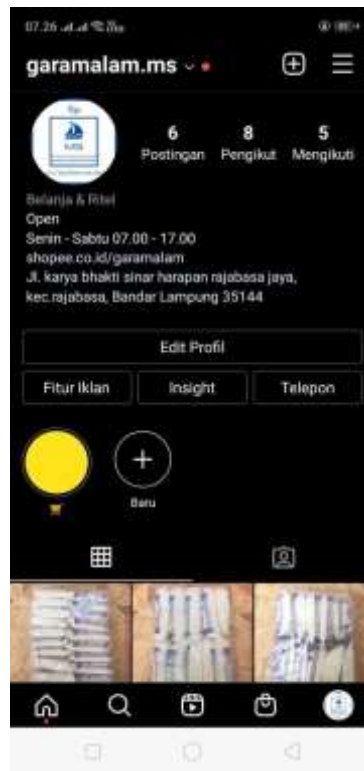 07.26
garamalam.ms
6
Postingan
8
Pengikut
5
Mengikuti
Belanja & Ritel
Open
Senin - Sabtu 07.00 - 17.00
shopee.co.id/garamalam
Jl. karya bhakti sinar harapan rajabasa jaya,
kec.rajabasa, Bandar Lampung 35144
Edit Profil
Fitur Iklan
Insight
Telepon
Baru